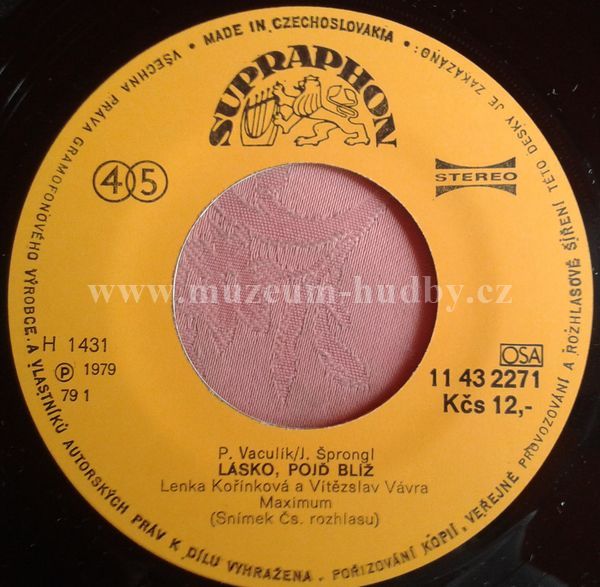 • MADE IN CZECHOSLOVAKIA •
SUPRAPHON
45
STEREO
www.muzeum-hudby.cz
H 1431
℗ 1979
79 1
OSA
11 43 2271
Kčs 12,-
P. Vaculík/J. Šprongl
LÁSKO, POJĎ BLÍŽ
Lenka Kořínková a Vítězslav Vávra
Maximum
(Snímek Čs. rozhlasu)
VŠECHNA PRÁVA GRAMOFONOVÉHO VÝROBCE A VLASTNÍKŮ AUTORSKÝCH PRÁV K DÍLU VYHRAŽENA. POŘIZOVÁNÍ KOPIÍ, VEŘEJNÉ PROVOZOVÁNÍ A ROZHLASOVÉ ŠÍŘENÍ TÉTO DESKY JE ZAKÁZÁNO.